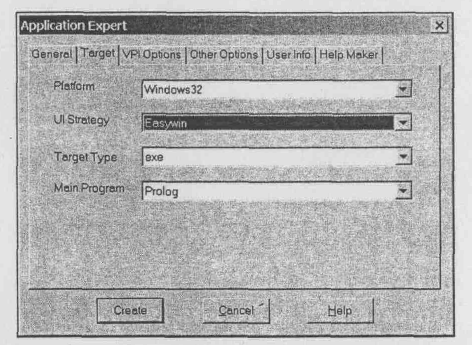 Application Expert
General Target VPI Options Other Options User Info Help Maker
Platform Windows32
UI Strategy Easywin
Target Type exe
Main Program Prolog
Create Cancel Help